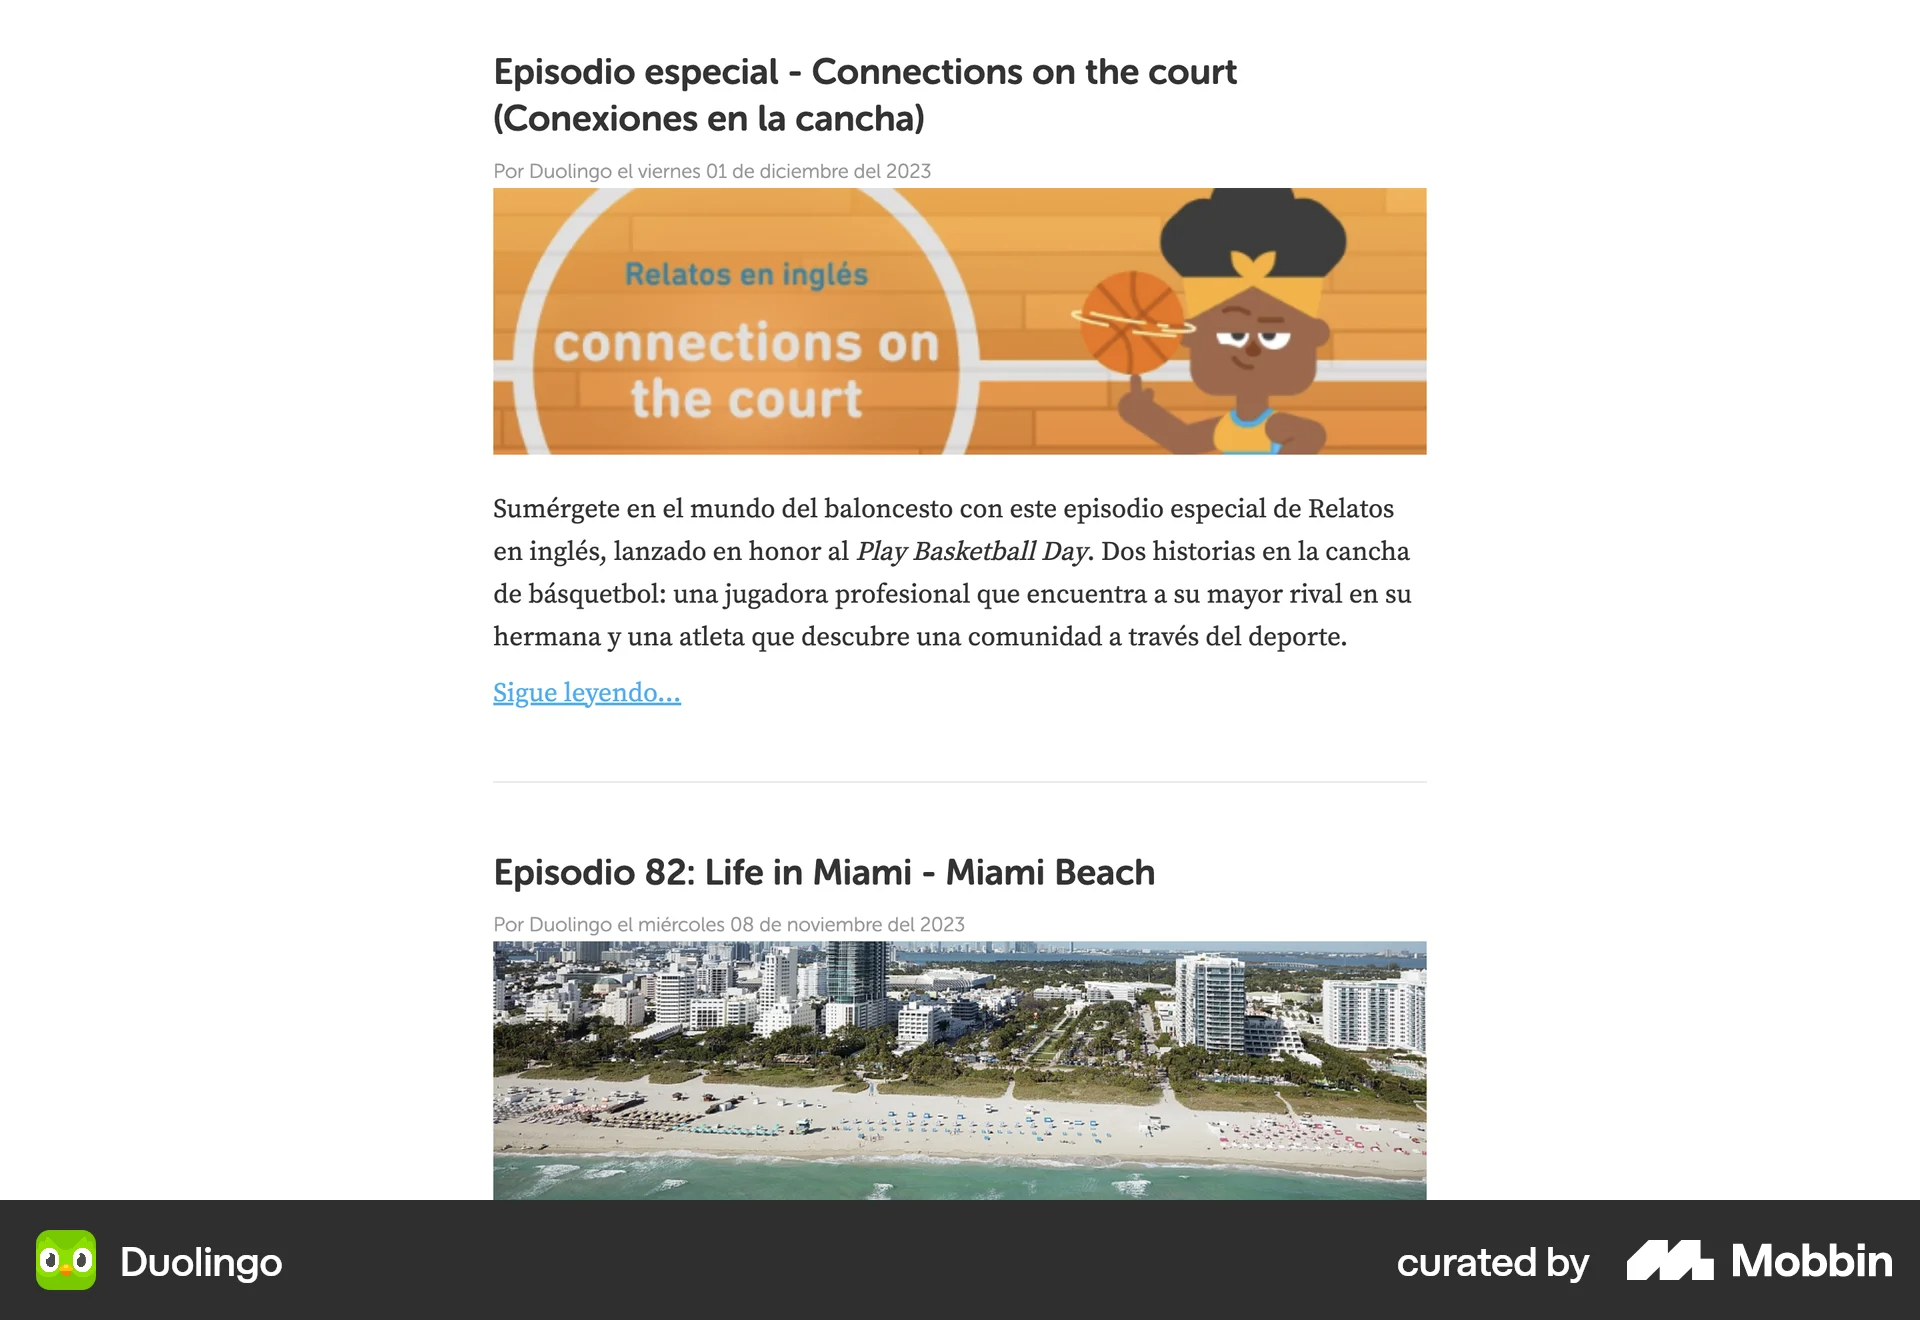 Episodio especial - Connections on the court
(Conexiones en la cancha)
Por Duolingo el viernes 01 de diciembre del 2023
Relatos en inglés
connections on
the court
Sumérgete en el mundo del baloncesto con este episodio especial de Relatos
en inglés, lanzado en honor al Play Basketball Day. Dos historias en la cancha
de básquetbol: una jugadora profesional que encuentra a su mayor rival en su
hermana y una atleta que descubre una comunidad a través del deporte.
Sigue leyendo...
Episodio 82: Life in Miami - Miami Beach
Por Duolingo el miércoles 08 de noviembre del 2023
Duolingo
curated by Mobbin